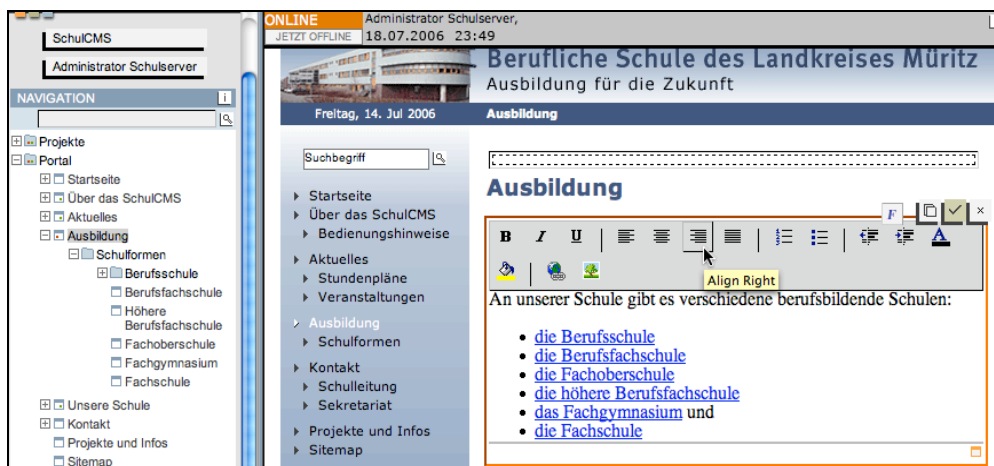 SchulCMS
Administrator Schulserver
NAVIGATION
i
Projekte
Portal
Startseite
Über das SchulCMS
Aktuelles
Ausbildung
Schulformen
Berufsschule
Berufsfachschule
Höhere
Berufsfachschule
Fachoberschule
Fachgymnasium
Fachschule
Unsere Schule
Kontakt
Projekte und Infos
Sitemap
ONLINE
JETZT OFFLINE
Administrator Schulserver,
18.07.2006 23:49
Berufliche Schule des Landkreises Müritz
Ausbildung für die Zukunft
Freitag, 14. Jul 2006
Ausbildung
Suchbegriff
Startseite
Über das SchulCMS
Bedienungshinweise
Aktuelles
Stundenpläne
Veranstaltungen
Ausbildung
Schulformen
Kontakt
Schulleitung
Sekretariat
Projekte und Infos
Sitemap
Ausbildung
F
B I U
A
Align Right
An unserer Schule gibt es verschiedene berufsbildende Schulen:
die Berufsschule
die Berufsfachschule
die Fachoberschule
die höhere Berufsfachschule
das Fachgymnasium und
die Fachschule